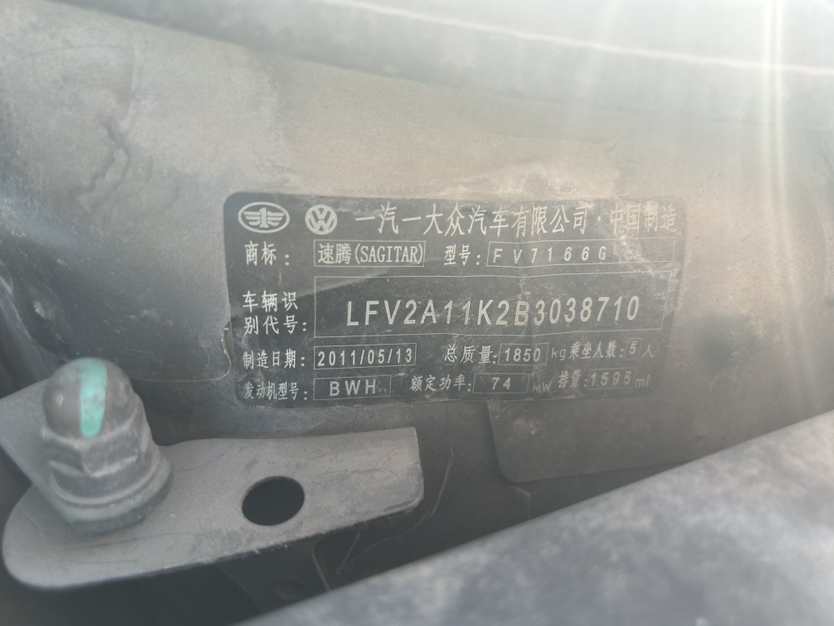 一汽一大众汽车有限公司·中国制造
商标: 速腾(SAGITAR) 型号: FV7166G
车辆识
别代号: LFV2A11K2B3038710
制造日期: 2011/05/13 总质量: 1850 kg 乘坐人数: 5 人
发动机型号: BWH 额定功率: 74 kW 排量: 1595 ml